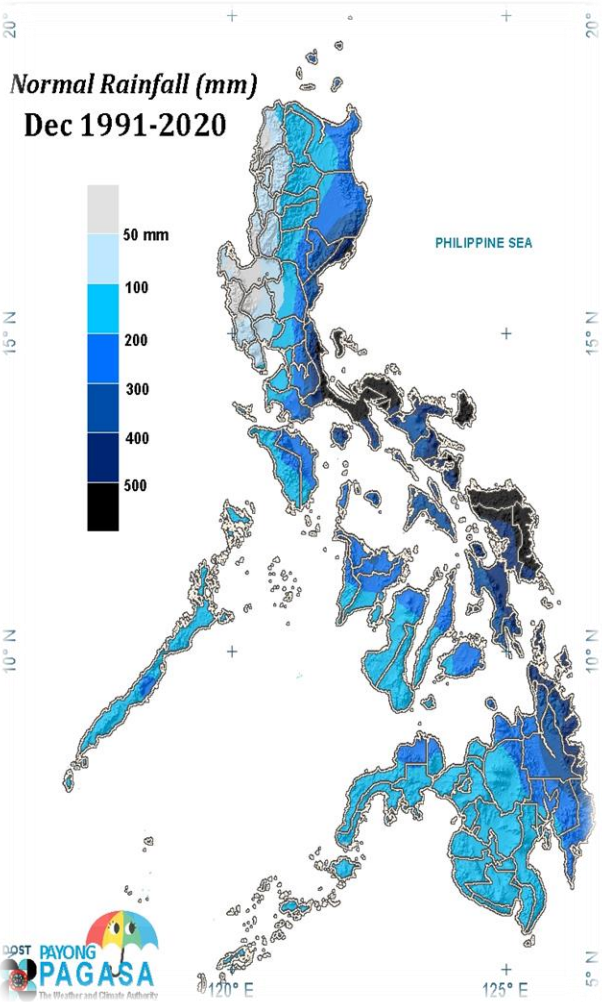 20°
20°
Normal Rainfall (mm)
Dec 1991-2020
50 mm
100
200
300
400
500
PHILIPPINE SEA
15° N
15° N
10° N
10° N
5° N
OST
PAYONG
PAGASA
The Weather and Climate Authority
120° E
125° E